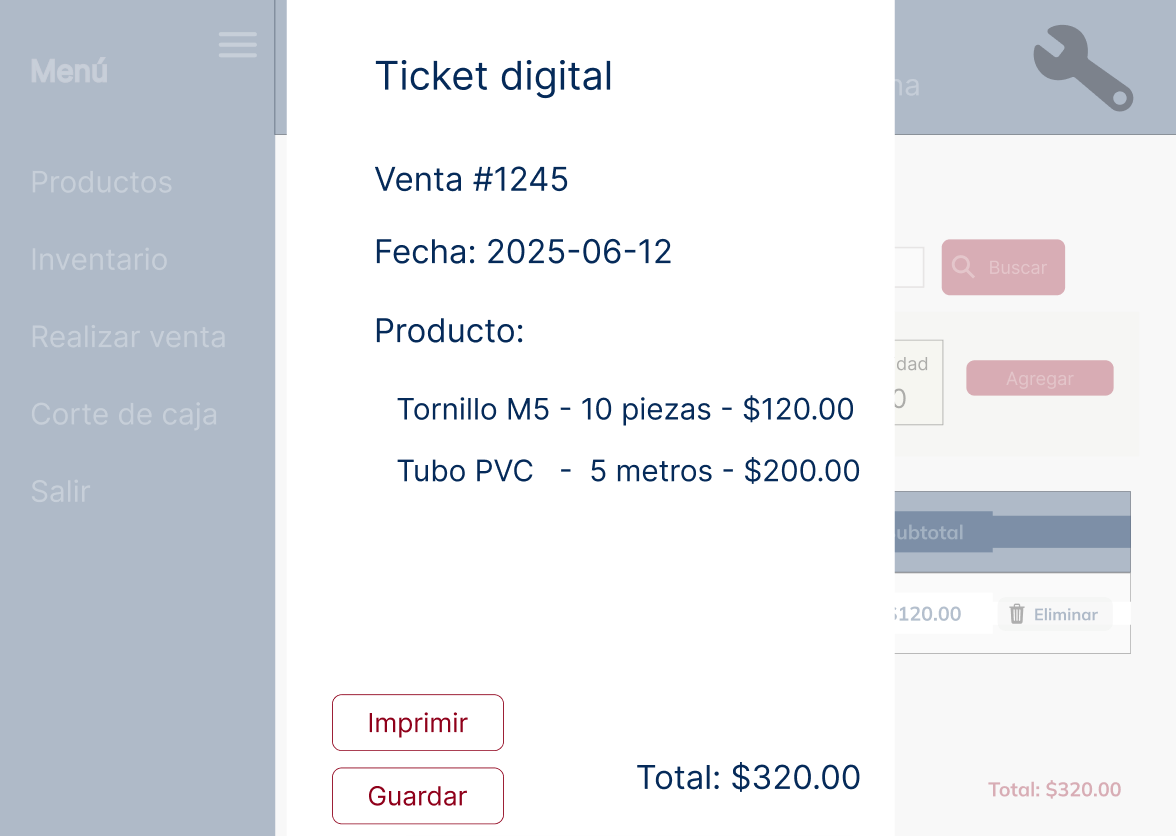 Menú
Productos
Inventario
Realizar venta
Corte de caja
Salir
Ticket digital
Venta #1245
Fecha: 2025-06-12
Producto:
Tornillo M5 - 10 piezas - $120.00
Tubo PVC - 5 metros - $200.00
Imprimir
Guardar
Total: $320.00
Buscar
Agregar
$120.00
Eliminar
Total: $320.00